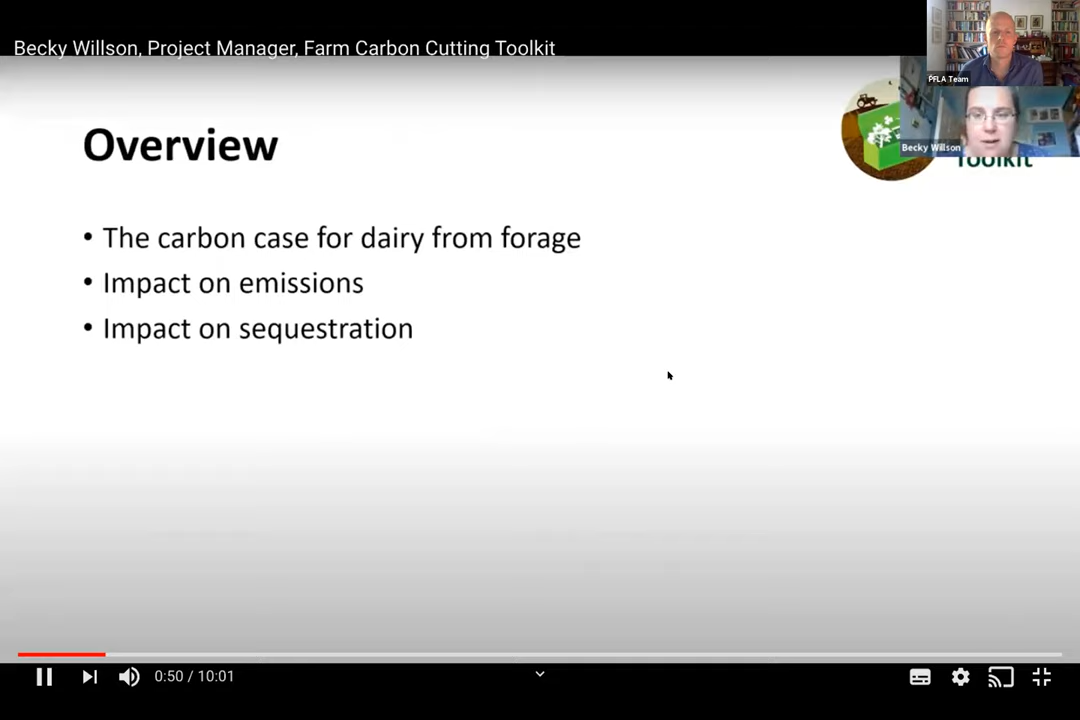 Becky Willson, Project Manager, Farm Carbon Cutting Toolkit
PFLA Team
Becky Willson
Toolkit
Overview
• The carbon case for dairy from forage
• Impact on emissions
• Impact on sequestration
0:50 / 10:01